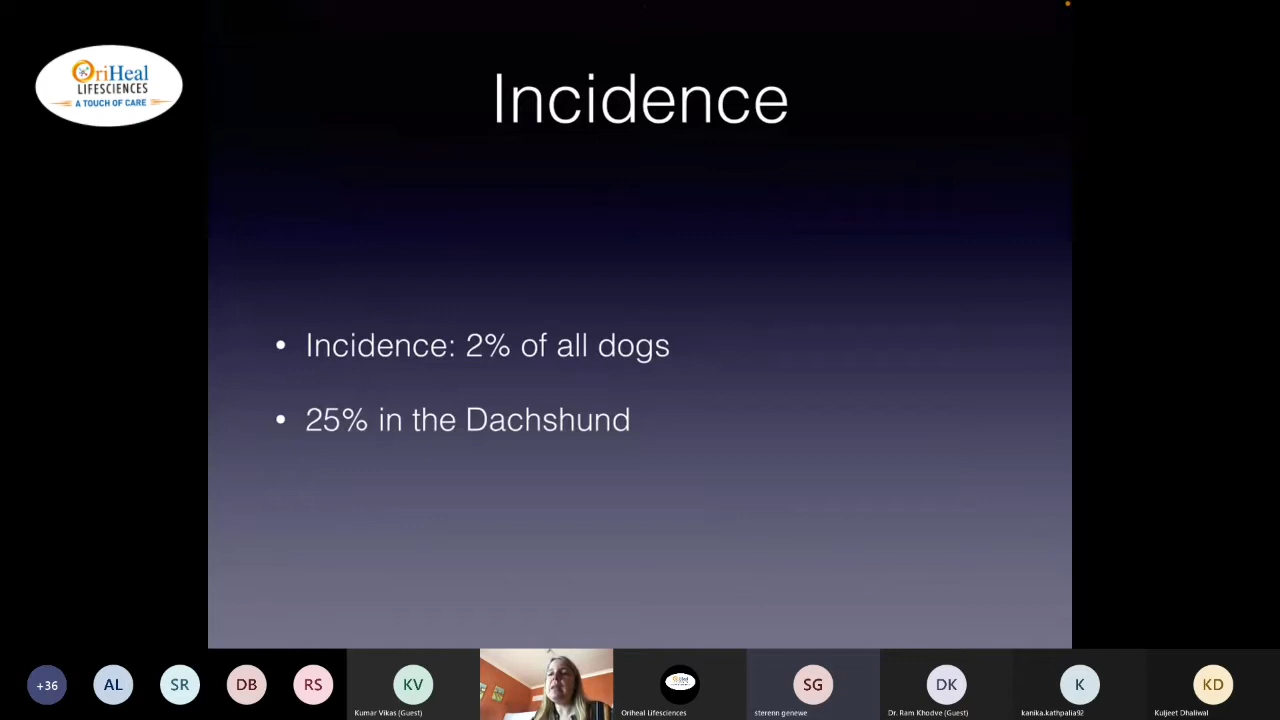 OriHeal
LIFESCIENCES
A TOUCH OF CARE
Incidence
• Incidence: 2% of all dogs
• 25% in the Dachshund
+36
AL
SR
DB
RS
KV
Kumar Vikas (Guest)
Oriheal Lifesciences
SG
sterenn genewe
DK
Dr. Ram Khodve (Guest)
K
kanika.kathpalia92
KD
Kuljeet Dhaliwal